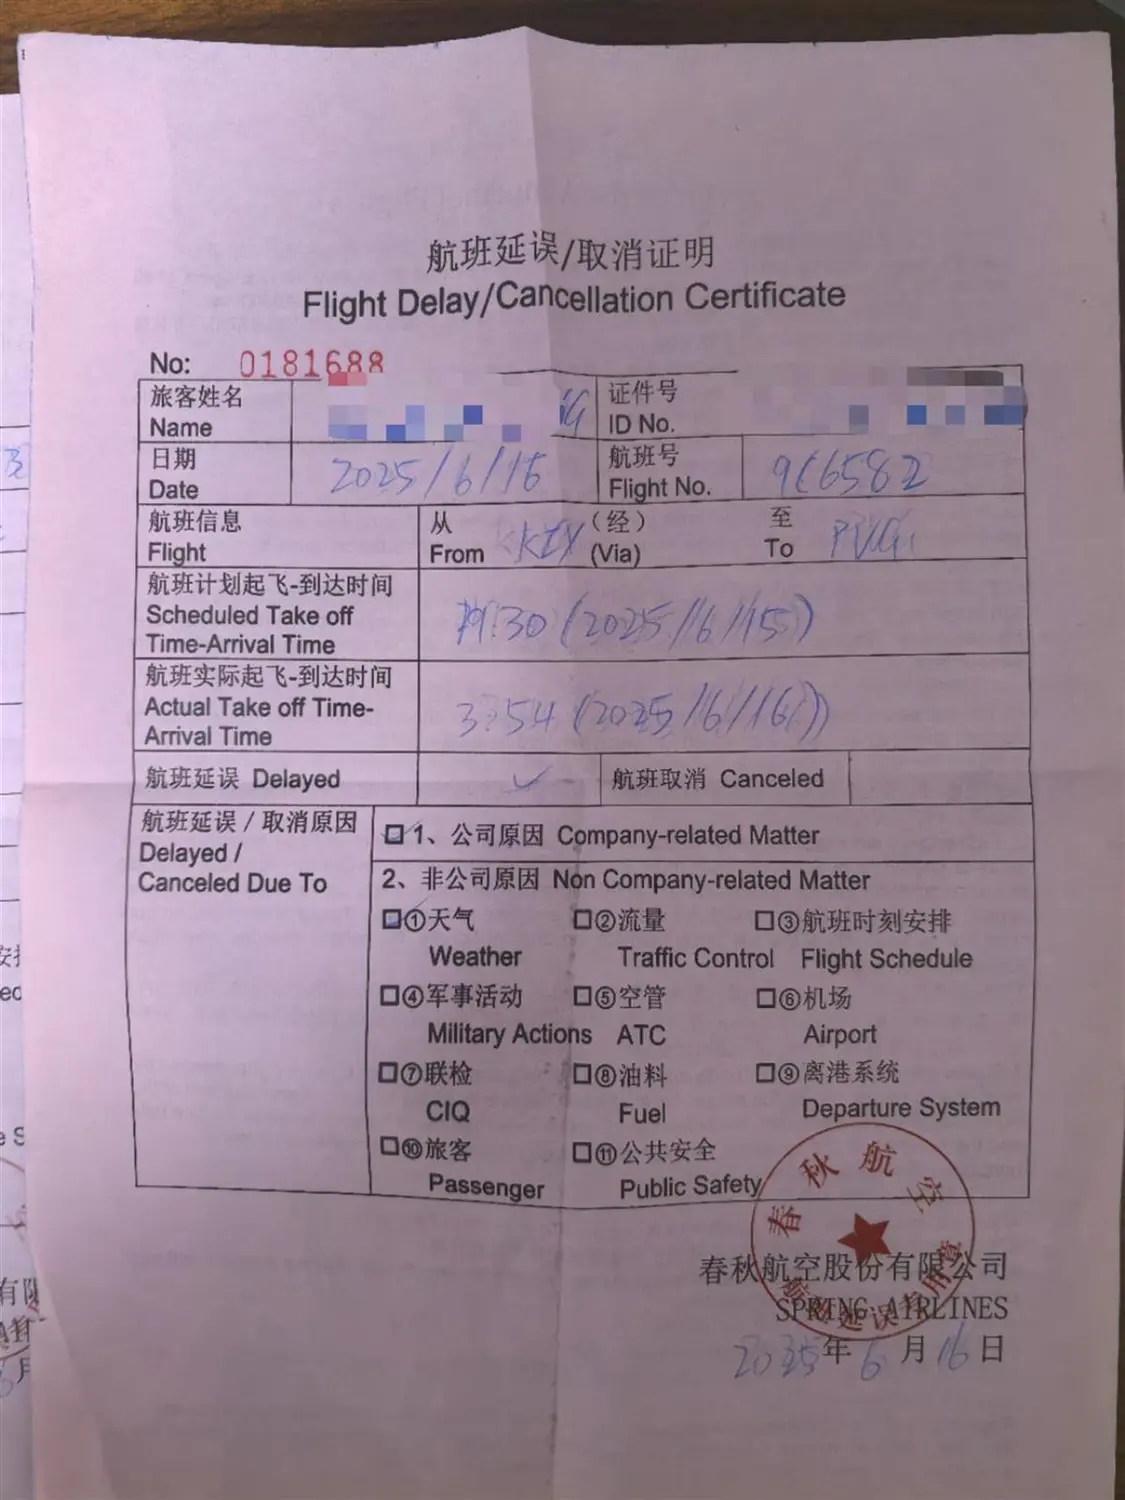 航班延误/取消证明
Flight Delay/Cancellation Certificate
No: 0181688
旅客姓名
Name
证件号
ID No.
日期
Date
2025/6/15
航班号
Flight No.
9C6582
航班信息
Flight
从
From
KIX
（经）
(Via)
至
To
PVG
航班计划起飞-到达时间
Scheduled Take off
Time-Arrival Time
19:30 (2025/6/15)
航班实际起飞-到达时间
Actual Take off Time-
Arrival Time
3:54 (2025/6/16)
航班延误 Delayed ✓ 航班取消 Canceled
航班延误 / 取消原因
Delayed /
Canceled Due To
1、公司原因 Company-related Matter
2、非公司原因 Non Company-related Matter
①天气 ②流量 ③航班时刻安排
Weather Traffic Control Flight Schedule
④军事活动 ⑤空管 ⑥机场
Military Actions ATC Airport
⑦联检 ⑧油料 ⑨离港系统
CIQ Fuel Departure System
⑩旅客 ⑪公共安全
Passenger Public Safety
春秋航空
春秋航空股份有限公司
SPRING AIRLINES
2025年6月16日